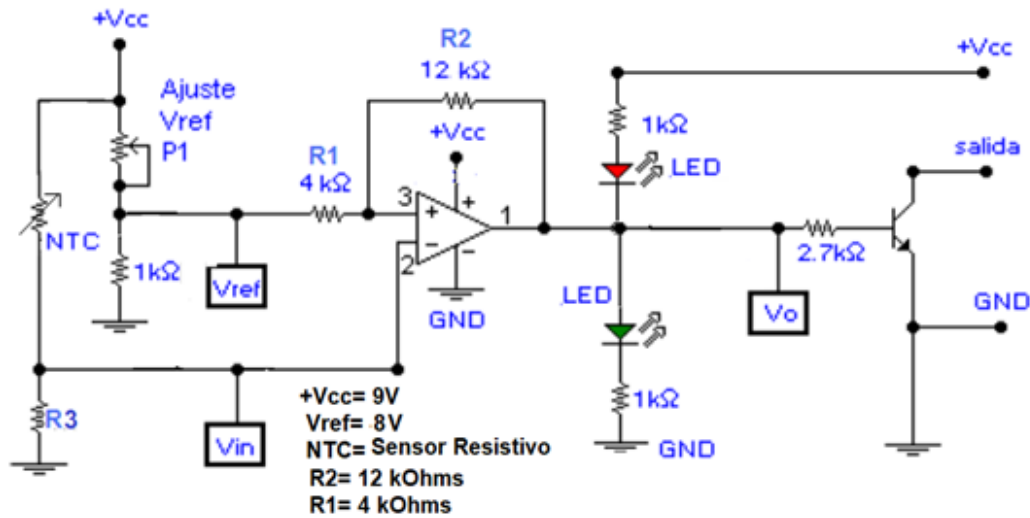 +Vcc
Ajuste
Vref
P1
NTC
1kΩ
Vref
R1
4 kΩ
R2
12 kΩ
+Vcc
3
+
+
1
−
−
2
GND
+Vcc
1kΩ
LED
salida
2.7kΩ
LED
Vo
GND
1kΩ
GND
R3
Vin
+Vcc= 9V
Vref= 8V
NTC= Sensor Resistivo
R2= 12 kOhms
R1= 4 kOhms